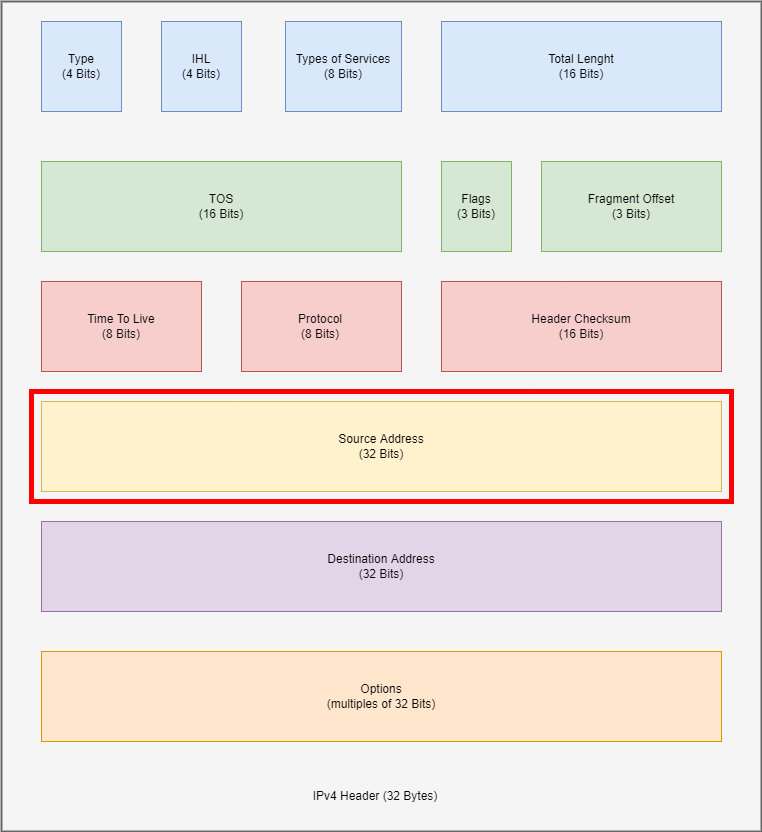 Type
(4 Bits)
IHL
(4 Bits)
Types of Services
(8 Bits)
Total Lenght
(16 Bits)
TOS
(16 Bits)
Flags
(3 Bits)
Fragment Offset
(3 Bits)
Time To Live
(8 Bits)
Protocol
(8 Bits)
Header Checksum
(16 Bits)
Source Address
(32 Bits)
Destination Address
(32 Bits)
Options
(multiples of 32 Bits)
IPv4 Header (32 Bytes)